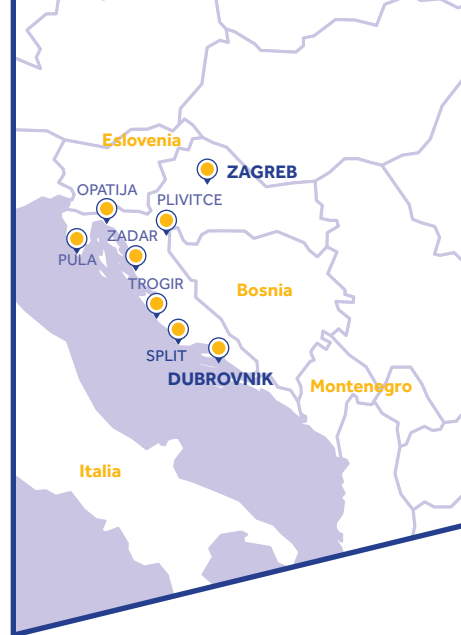 Eslovenia
ZAGREB
OPATIJA
PLIVITCE
ZADAR
PULA
TROGIR
Bosnia
SPLIT
DUBROVNIK
Montenegro
Italia